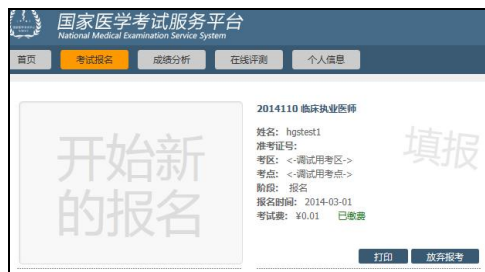 国家医学考试服务平台
National Medical Examination Service System
首页 考试报名 成绩分析 在线评测 个人信息
开始新
的报名
2014110 临床执业医师
姓名: hgstest1
准考证号:
考区: <-调试用考区->
考点: <-调试用考点->
阶段: 报名
报名时间: 2014-03-01
考试费: ¥0.01 已缴费
填报
打印 放弃报考